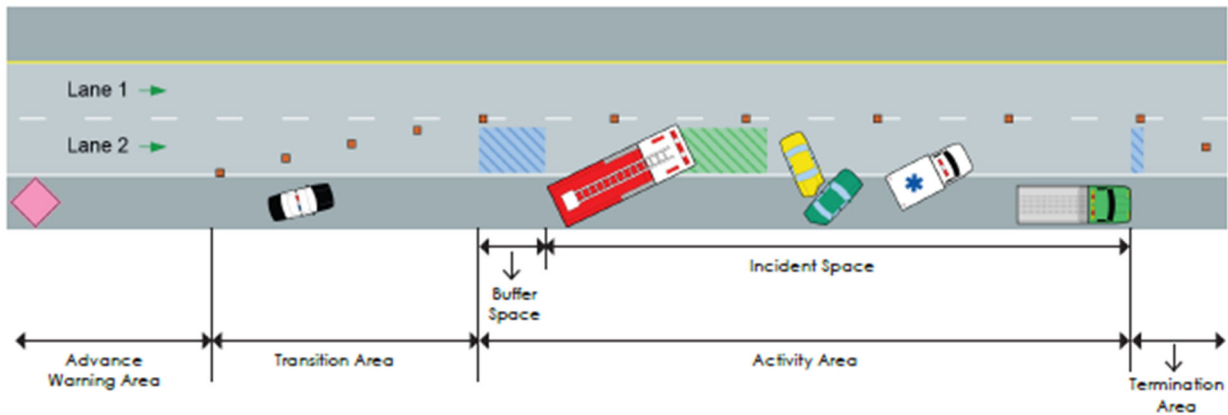 Lane 1
Lane 2
Incident Space
Buffer
Space
Advance
Warning Area
Transition Area
Activity Area
Termination
Area